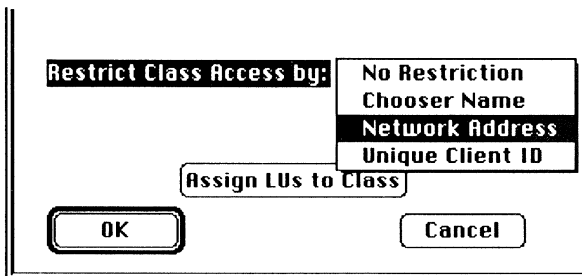 Restrict Class Access by: No Restriction
Chooser Name
Network Address
Unique Client ID
Assign LUs to Class
OK Cancel